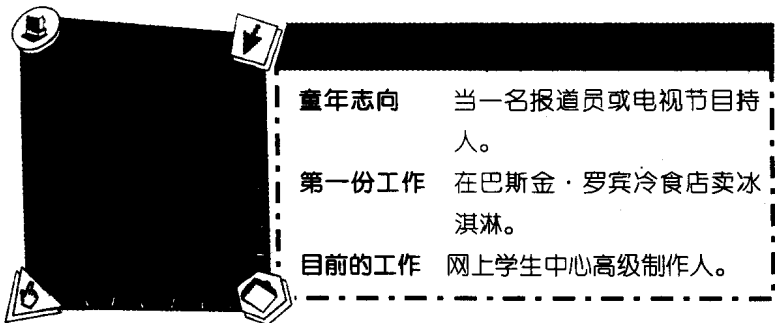 童年志向 当一名报道员或电视节目持
人。
第一份工作 在巴斯金·罗宾冷食店卖冰
淇淋。
目前的工作 网上学生中心高级制作人。